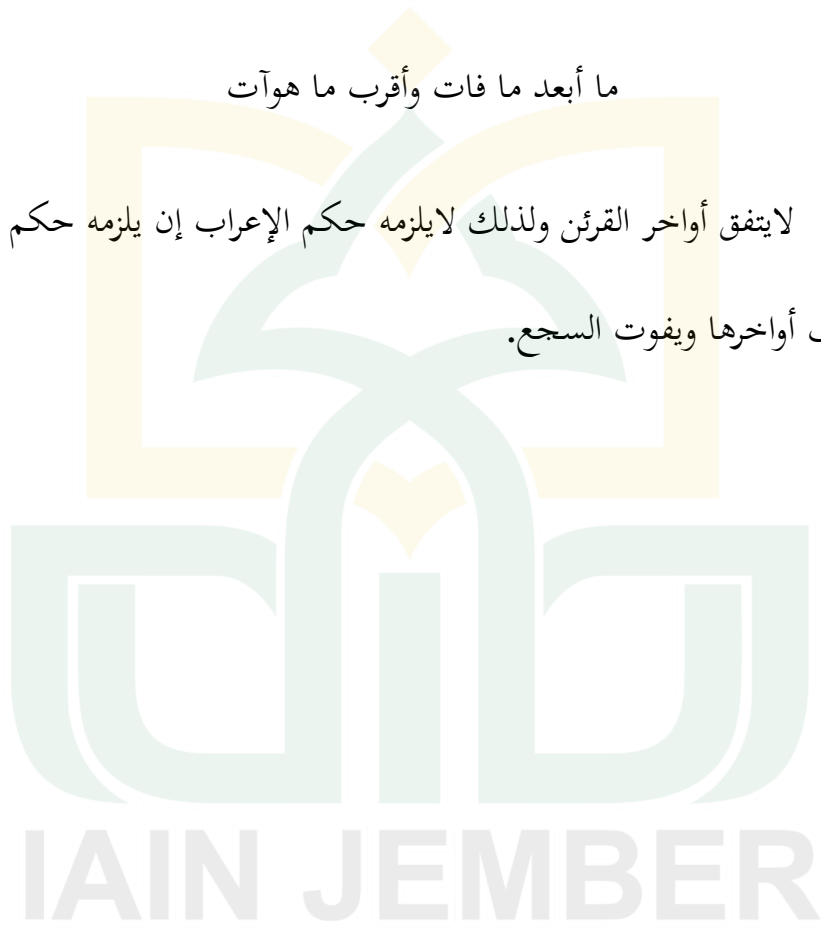 ما أبعد ما فات وأقرب ما هوآت
لايتفق أواخر القرئن ولذلك لايلزمه حكم الإعراب إن يلزمه حكم
أواخرها ويفوت السجع.
IAIN JEMBER